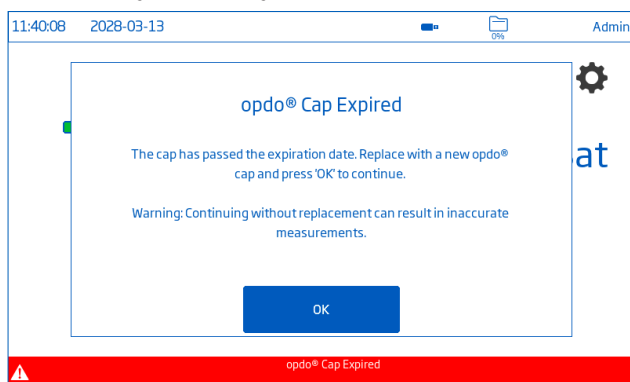 11:40:08 2028-03-13 0% Admin
opdo® Cap Expired
The cap has passed the expiration date. Replace with a new opdo®
cap and press 'OK' to continue.
Warning: Continuing without replacement can result in inaccurate
measurements.
at
OK
opdo® Cap Expired